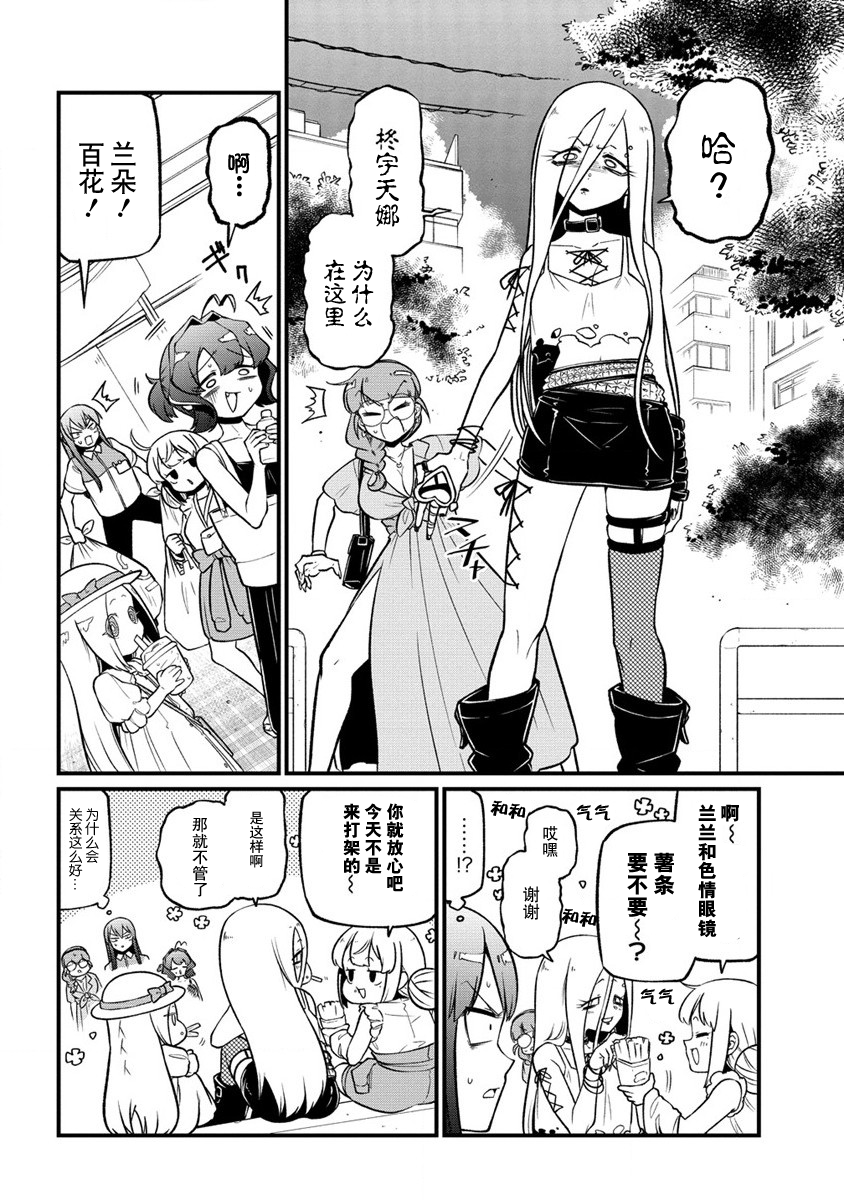 哈？
柊宇天娜
为什么
在这里
マチャ
啊…
兰朵！
百花！
ギク
啊～
兰兰和色情眼镜
薯条
要不要～？
和和
气气
哎嘿
谢谢
和和
气气
……!?
你就放心吧
今天不是
来打架的～
是这样啊
那就不管了
为什么会
关系这么好…